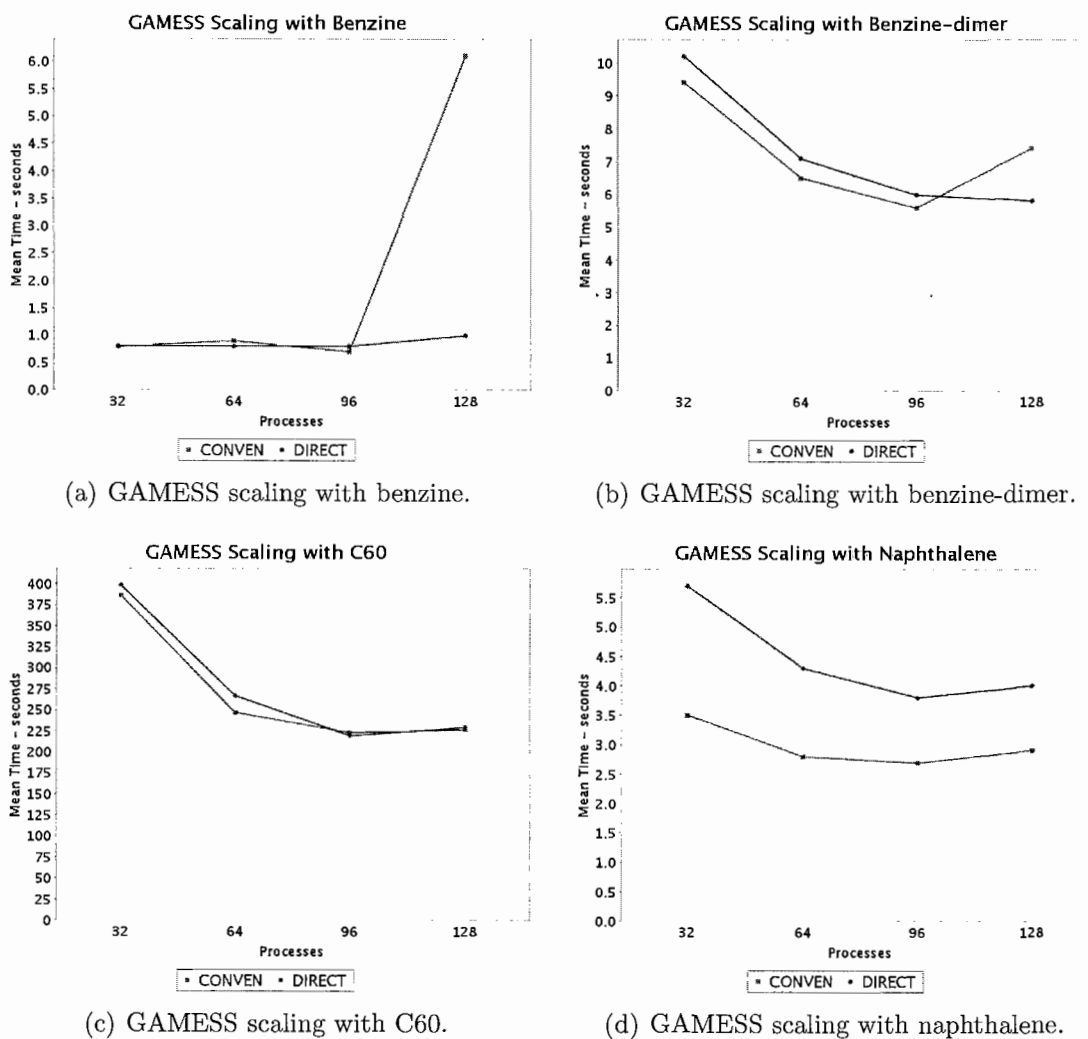 GAMESS Scaling with Benzine
Mean Time - seconds
6.0
5.5
5.0
4.5
4.0
3.5
3.0
2.5
2.0
1.5
1.0
0.5
0.0
32 64 96 128
Processes
CONVEN DIRECT
(a) GAMESS scaling with benzine.
GAMESS Scaling with Benzine-dimer
Mean Time - seconds
10
9
8
7
6
5
4
3
2
1
0
32 64 96 128
Processes
CONVEN DIRECT
(b) GAMESS scaling with benzine-dimer.
GAMESS Scaling with C60
Mean Time - seconds
400
375
350
325
300
275
250
225
200
175
150
125
100
75
50
25
0
32 64 96 128
Processes
CONVEN DIRECT
(c) GAMESS scaling with C60.
GAMESS Scaling with Naphthalene
Mean Time - seconds
5.5
5.0
4.5
4.0
3.5
3.0
2.5
2.0
1.5
1.0
0.5
0.0
32 64 96 128
Processes
CONVEN DIRECT
(d) GAMESS scaling with naphthalene.